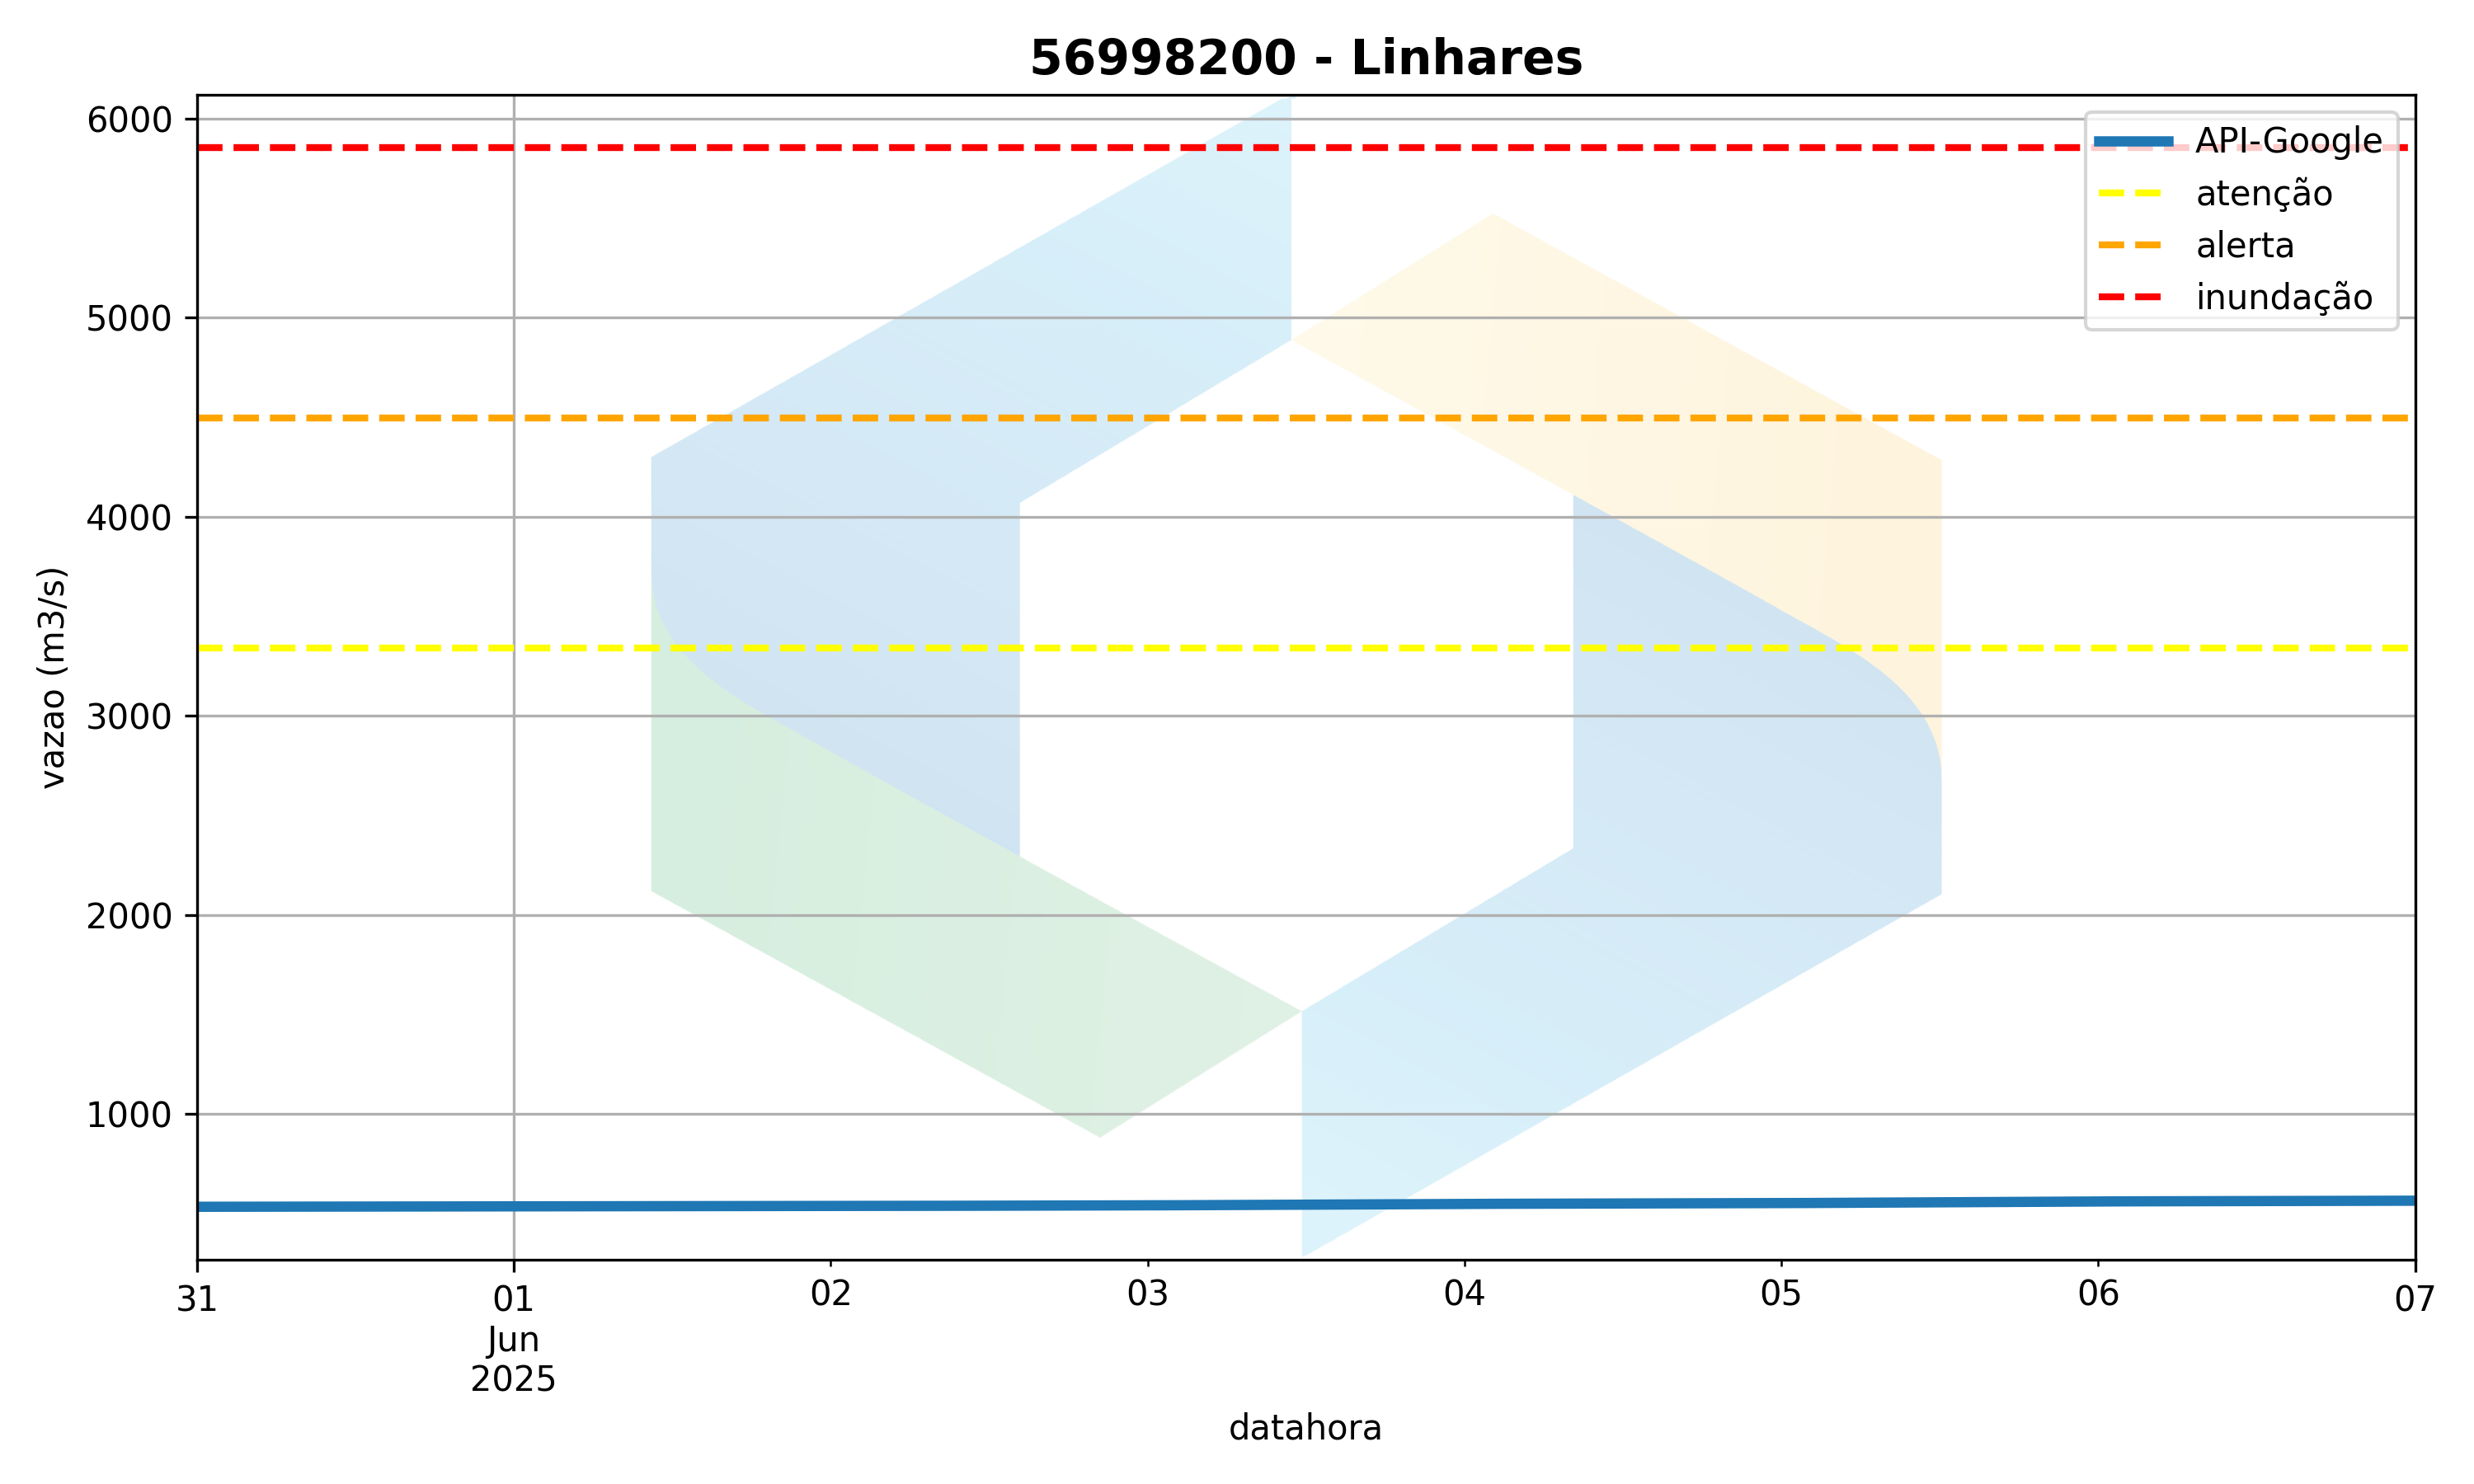 56998200 - Linhares
6000
5000
4000
3000
2000
1000
vazao (m3/s)
API-Google
atenção
alerta
inundação
31
01
02
03
04
05
06
07
Jun
2025
datahora